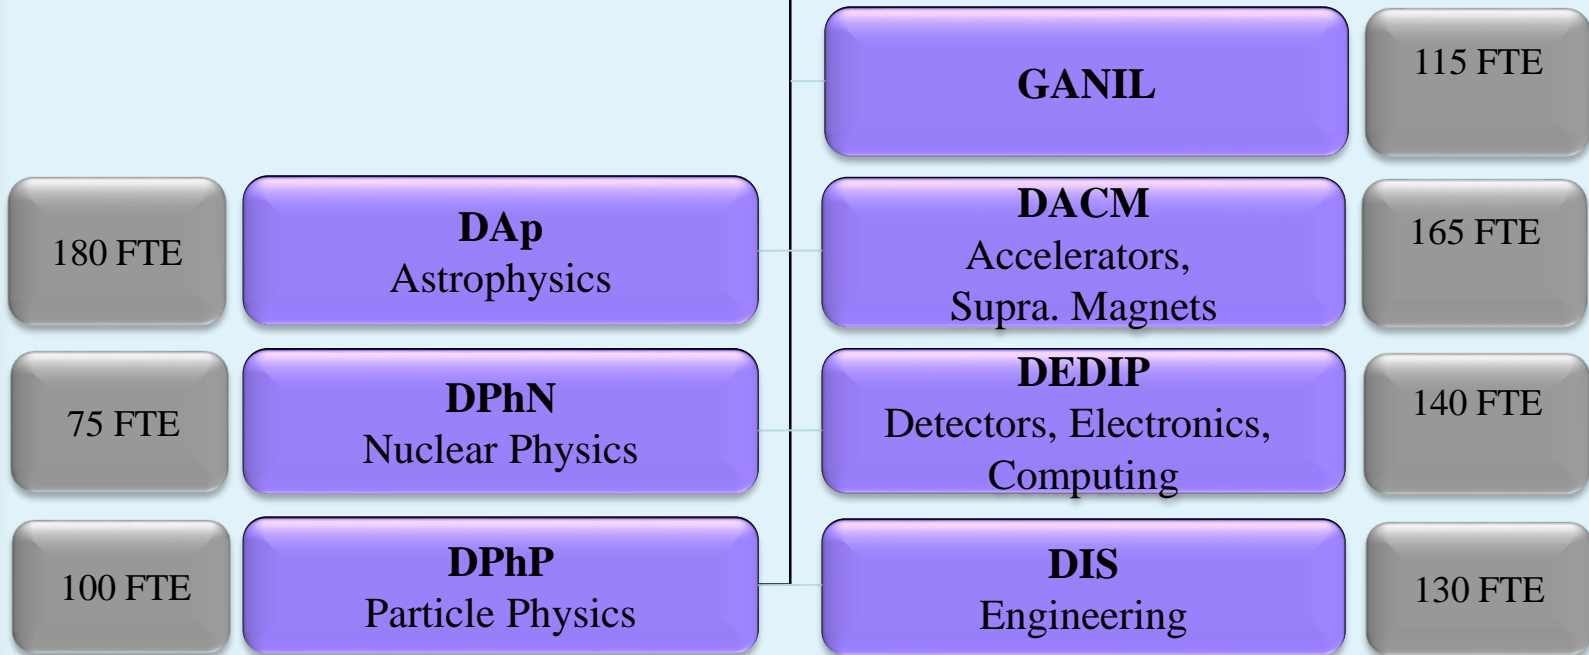 GANIL
115 FTE
180 FTE
DAp
Astrophysics
DACM
Accelerators,
Supra. Magnets
165 FTE
75 FTE
DPhN
Nuclear Physics
DEDIP
Detectors, Electronics,
Computing
140 FTE
100 FTE
DPhP
Particle Physics
DIS
Engineering
130 FTE